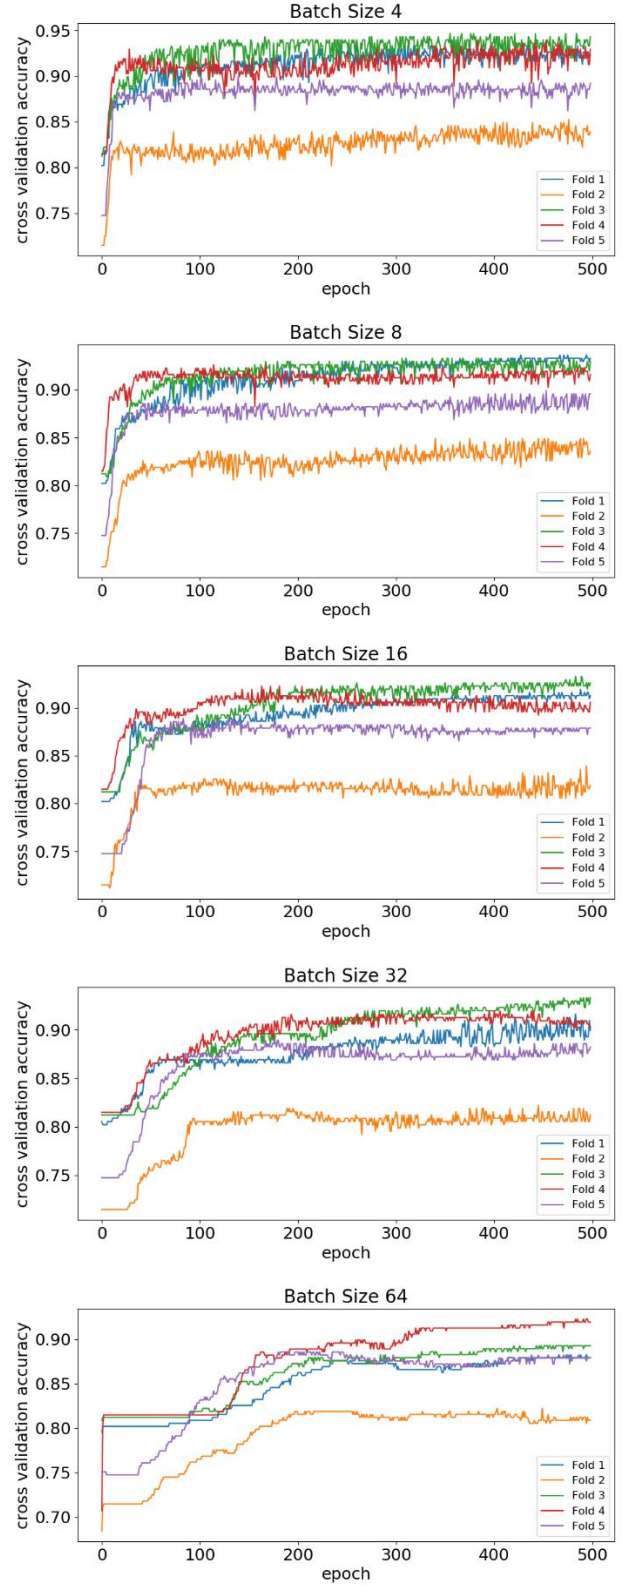 Batch Size 4
cross validation accuracy
0.95
0.90
0.85
0.80
0.75
Fold 1
Fold 2
Fold 3
Fold 4
Fold 5
0 100 200 300 400 500
epoch
Batch Size 8
cross validation accuracy
0.90
0.85
0.80
0.75
Fold 1
Fold 2
Fold 3
Fold 4
Fold 5
0 100 200 300 400 500
epoch
Batch Size 16
cross validation accuracy
0.90
0.85
0.80
0.75
Fold 1
Fold 2
Fold 3
Fold 4
Fold 5
0 100 200 300 400 500
epoch
Batch Size 32
cross validation accuracy
0.90
0.85
0.80
0.75
Fold 1
Fold 2
Fold 3
Fold 4
Fold 5
0 100 200 300 400 500
epoch
Batch Size 64
cross validation accuracy
0.90
0.85
0.80
0.75
0.70
Fold 1
Fold 2
Fold 3
Fold 4
Fold 5
0 100 200 300 400 500
epoch